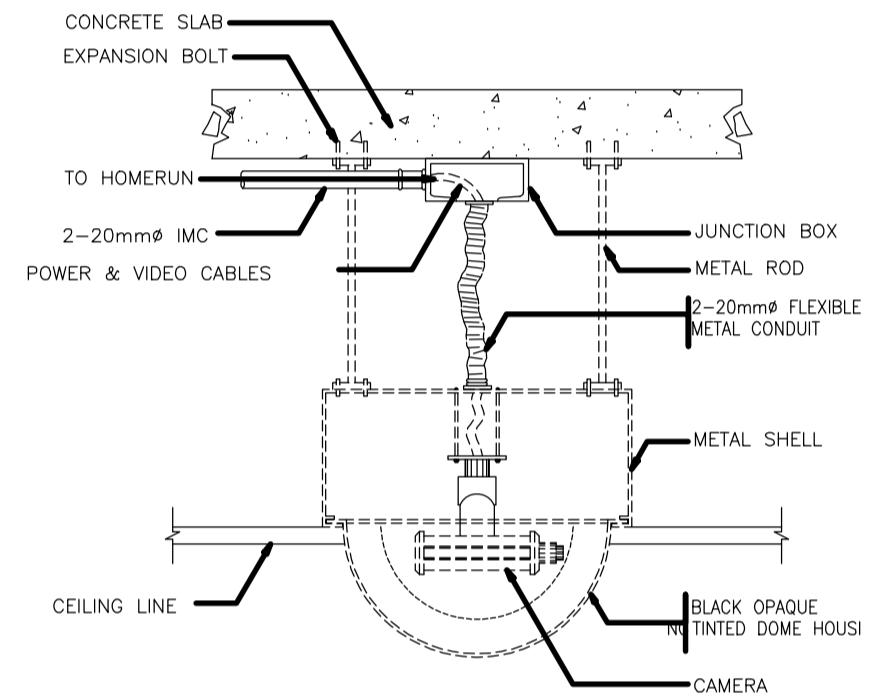 CONCRETE SLAB
EXPANSION BOLT
TO HOMERUN
2-20mmø IMC
POWER & VIDEO CABLES
JUNCTION BOX
METAL ROD
2-20mmø FLEXIBLE
METAL CONDUIT
METAL SHELL
CEILING LINE
BLACK OPAQUE
TINTED DOME HOUSI
CAMERA